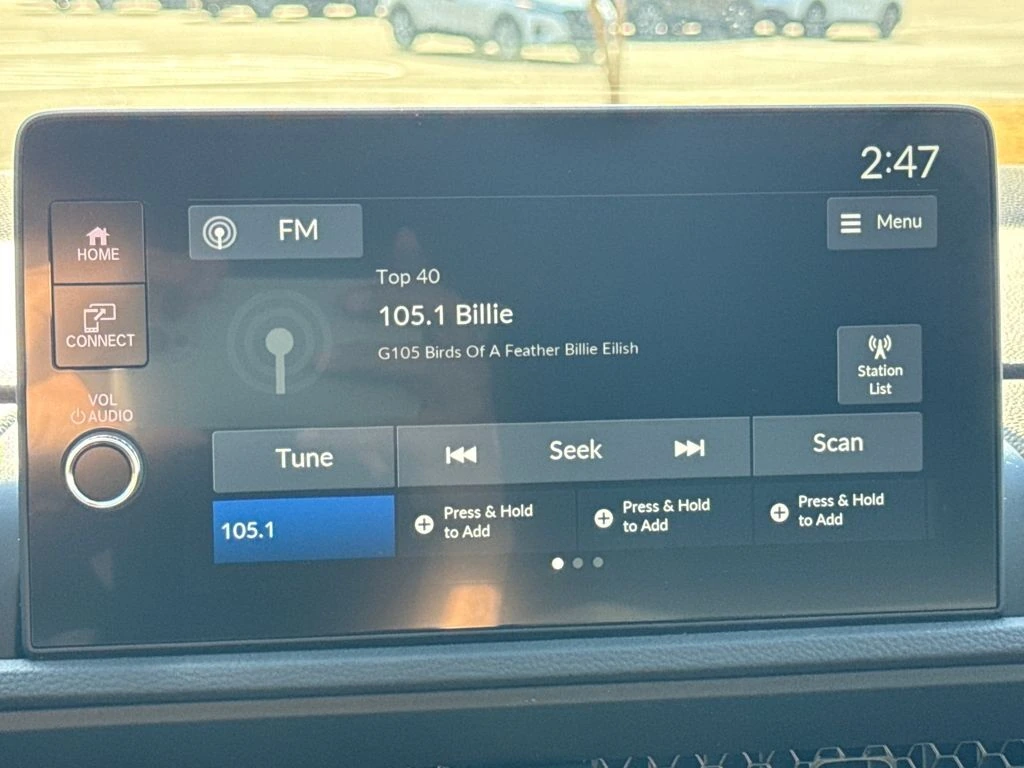 2:47
HOME
FM
Menu
Top 40
105.1 Billie
G105 Birds Of A Feather Billie Eilish
CONNECT
Station
List
VOL
AUDIO
Tune
Seek
Scan
105.1
Press & Hold
to Add
Press & Hold
to Add
Press & Hold
to Add